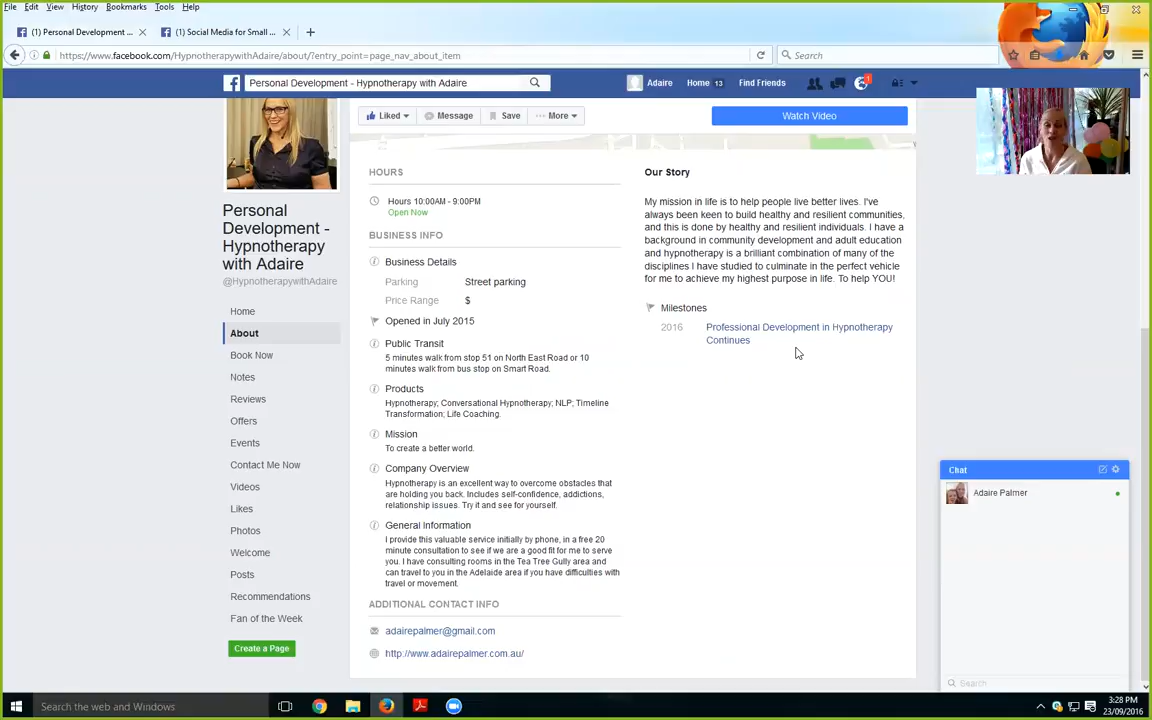 File Edit View History Bookmarks Tools Help
(1) Personal Development ... (1) Social Media for Small ...
https://www.facebook.com/HypnotherapywithAdaire/about/?entry_point=page_nav_about_item
Search
Personal Development - Hypnotherapy with Adaire
Adaire Home 13 Find Friends
1
Liked Message Save More
Watch Video
Personal
Development -
Hypnotherapy
with Adaire
@HypnotherapywithAdaire
Home
About
Book Now
Notes
Reviews
Offers
Events
Contact Me Now
Videos
Likes
Photos
Welcome
Posts
Recommendations
Fan of the Week
Create a Page
HOURS
Hours 10:00AM - 9:00PM
Open Now
BUSINESS INFO
Business Details
Parking Street parking
Price Range $
Opened in July 2015
Public Transit
5 minutes walk from stop 51 on North East Road or 10
minutes walk from bus stop on Smart Road.
Products
Hypnotherapy; Conversational Hypnotherapy; NLP; Timeline
Transformation; Life Coaching.
Mission
To create a better world.
Company Overview
Hypnotherapy is an excellent way to overcome obstacles that
are holding you back. Includes self-confidence, addictions,
relationship issues. Try it and see for yourself.
General Information
I provide this valuable service initially by phone, in a free 20
minute consultation to see if we are a good fit for me to serve
you. I have consulting rooms in the Tea Tree Gully area and
can travel to you in the Adelaide area if you have difficulties with
travel or movement.
ADDITIONAL CONTACT INFO
adairepalmer@gmail.com
http://www.adairepalmer.com.au/
Our Story
My mission in life is to help people live better lives. I've
always been keen to build healthy and resilient communities,
and this is done by healthy and resilient individuals. I have a
background in community development and adult education
and hypnotherapy is a brilliant combination of many of the
disciplines I have studied to culminate in the perfect vehicle
for me to achieve my highest purpose in life. To help YOU!
Milestones
2016 Professional Development in Hypnotherapy
Continues
Chat
Adaire Palmer
Search
Search the web and Windows
3:28 PM
23/09/2016